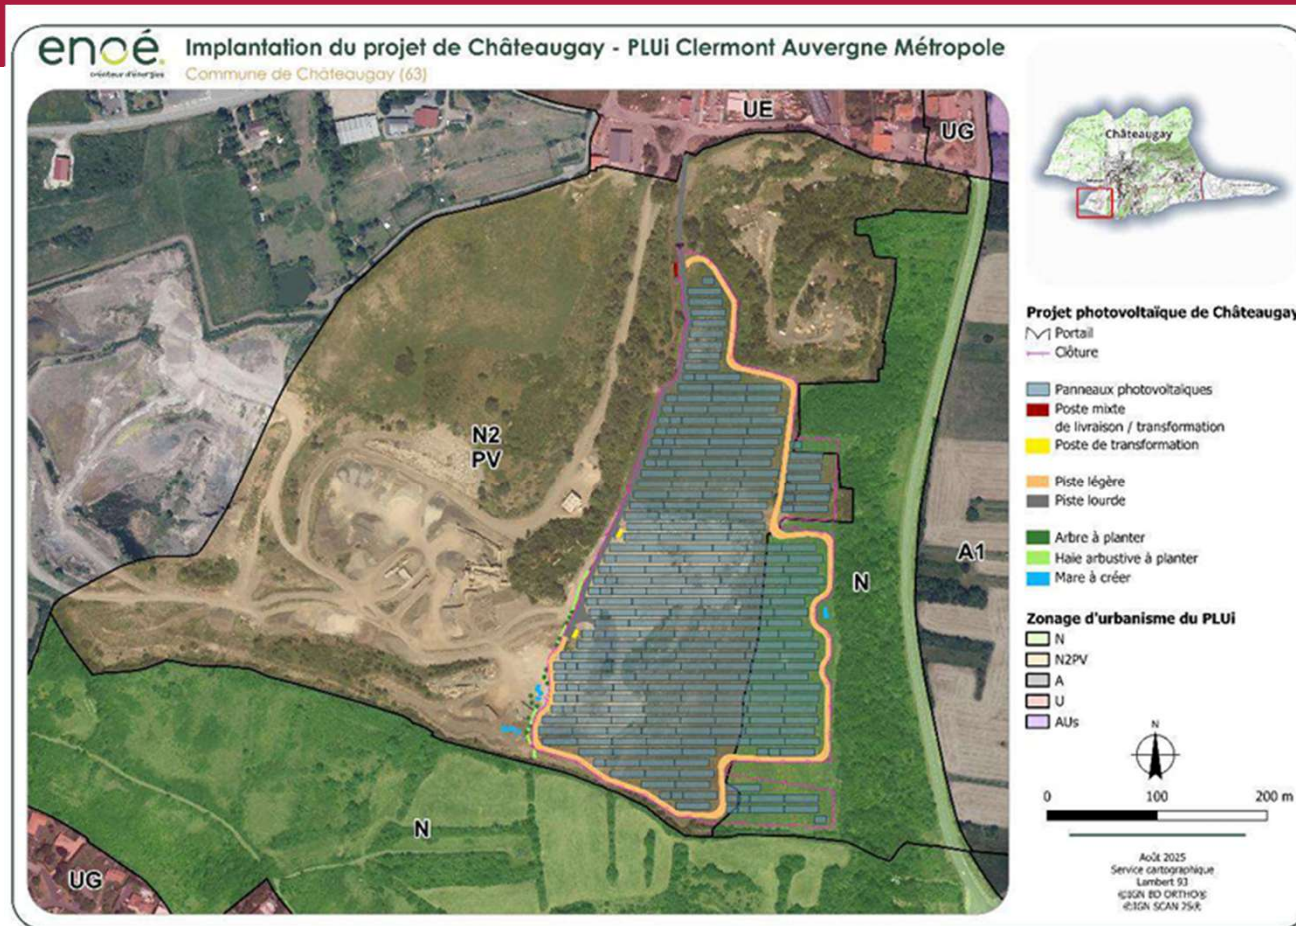 enoé.
créateur d'énergies
Implantation du projet de Châteaugay - PLUi Clermont Auvergne Métropole
Commune de Châteaugay (63)
UE
UG
N2
PV
N
A1
N
UG
Châteaugay
Projet photovoltaïque de Châteaugay
Portail
Clôture
Panneaux photovoltaïques
Poste mixte
de livraison / transformation
Poste de transformation
Piste légère
Piste lourde
Arbre à planter
Haie arbustive à planter
Mare à créer
Zonage d'urbanisme du PLUi
N
N2PV
A
U
AUs
N
0 100 200 m
Août 2025
Service cartographique
Lambert 93
©IGN BD ORTHO®
©IGN SCAN 25®